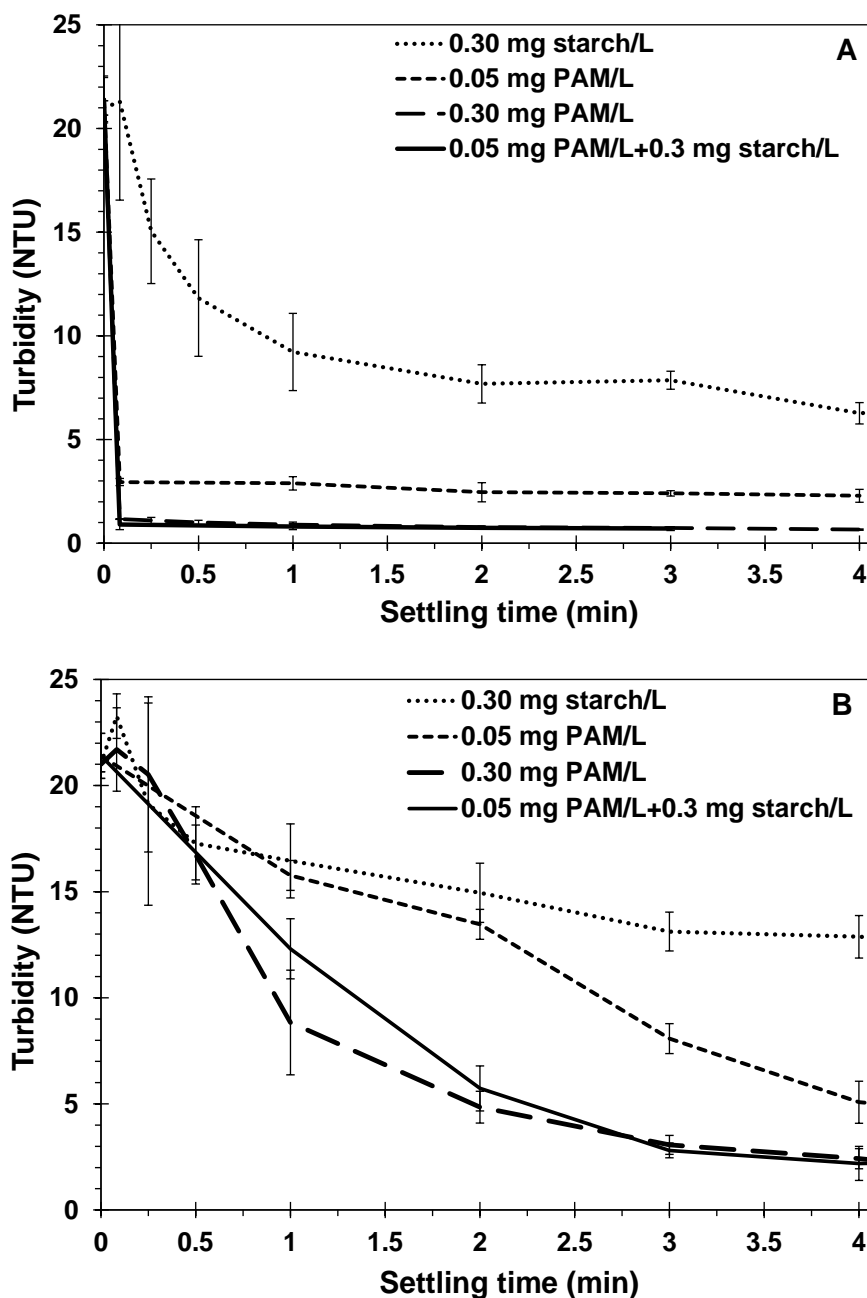 25
20
15
10
5
0
Turbidity (NTU)
0.30 mg starch/L
0.05 mg PAM/L
0.30 mg PAM/L
0.05 mg PAM/L+0.3 mg starch/L
A
0 0.5 1 1.5 2 2.5 3 3.5 4
Settling time (min)
25
20
15
10
5
0
Turbidity (NTU)
0.30 mg starch/L
0.05 mg PAM/L
0.30 mg PAM/L
0.05 mg PAM/L+0.3 mg starch/L
B
0 0.5 1 1.5 2 2.5 3 3.5 4
Settling time (min)